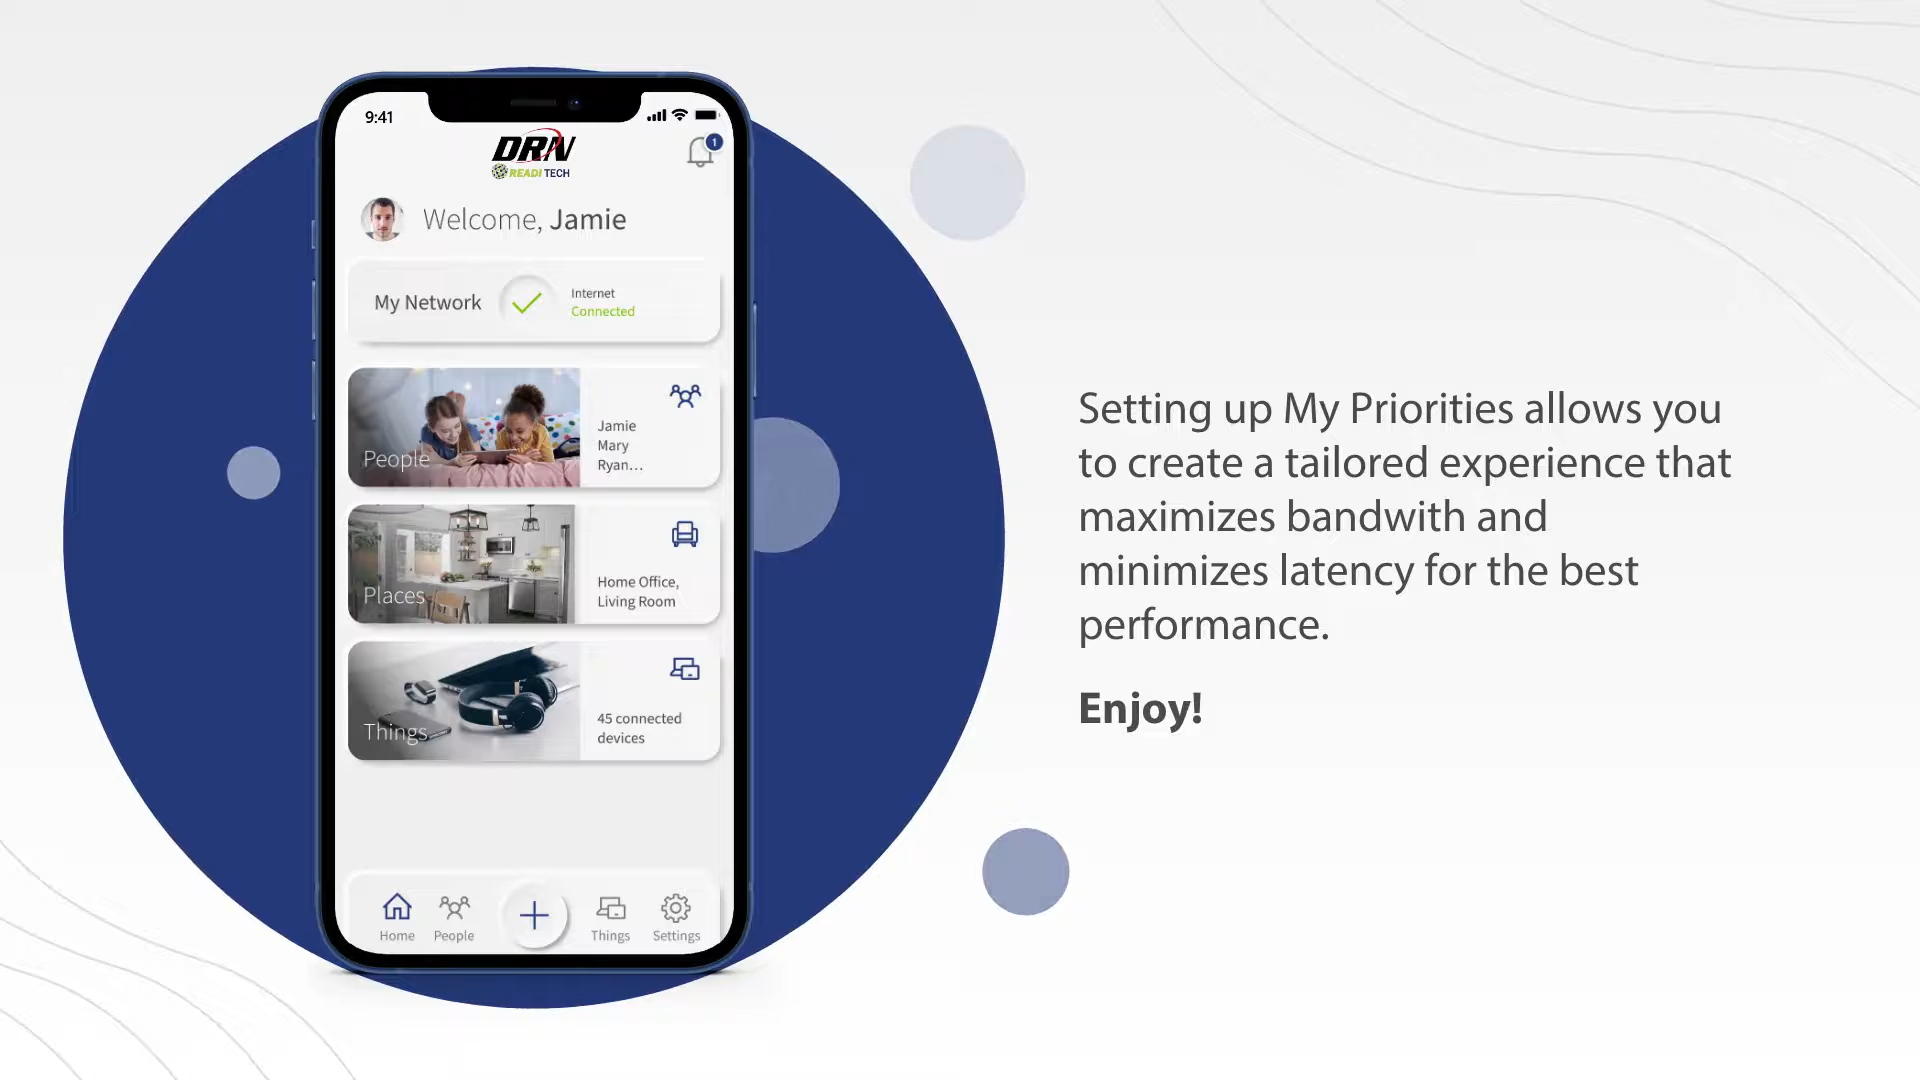 9:41
DRN
READITECH
1
Welcome, Jamie
My Network
Internet
Connected
People
Jamie
Mary
Ryan...
Places
Home Office,
Living Room
Things
45 connected
devices
Home
People
Things
Settings
Setting up My Priorities allows you
to create a tailored experience that
maximizes bandwith and
minimizes latency for the best
performance.
Enjoy!